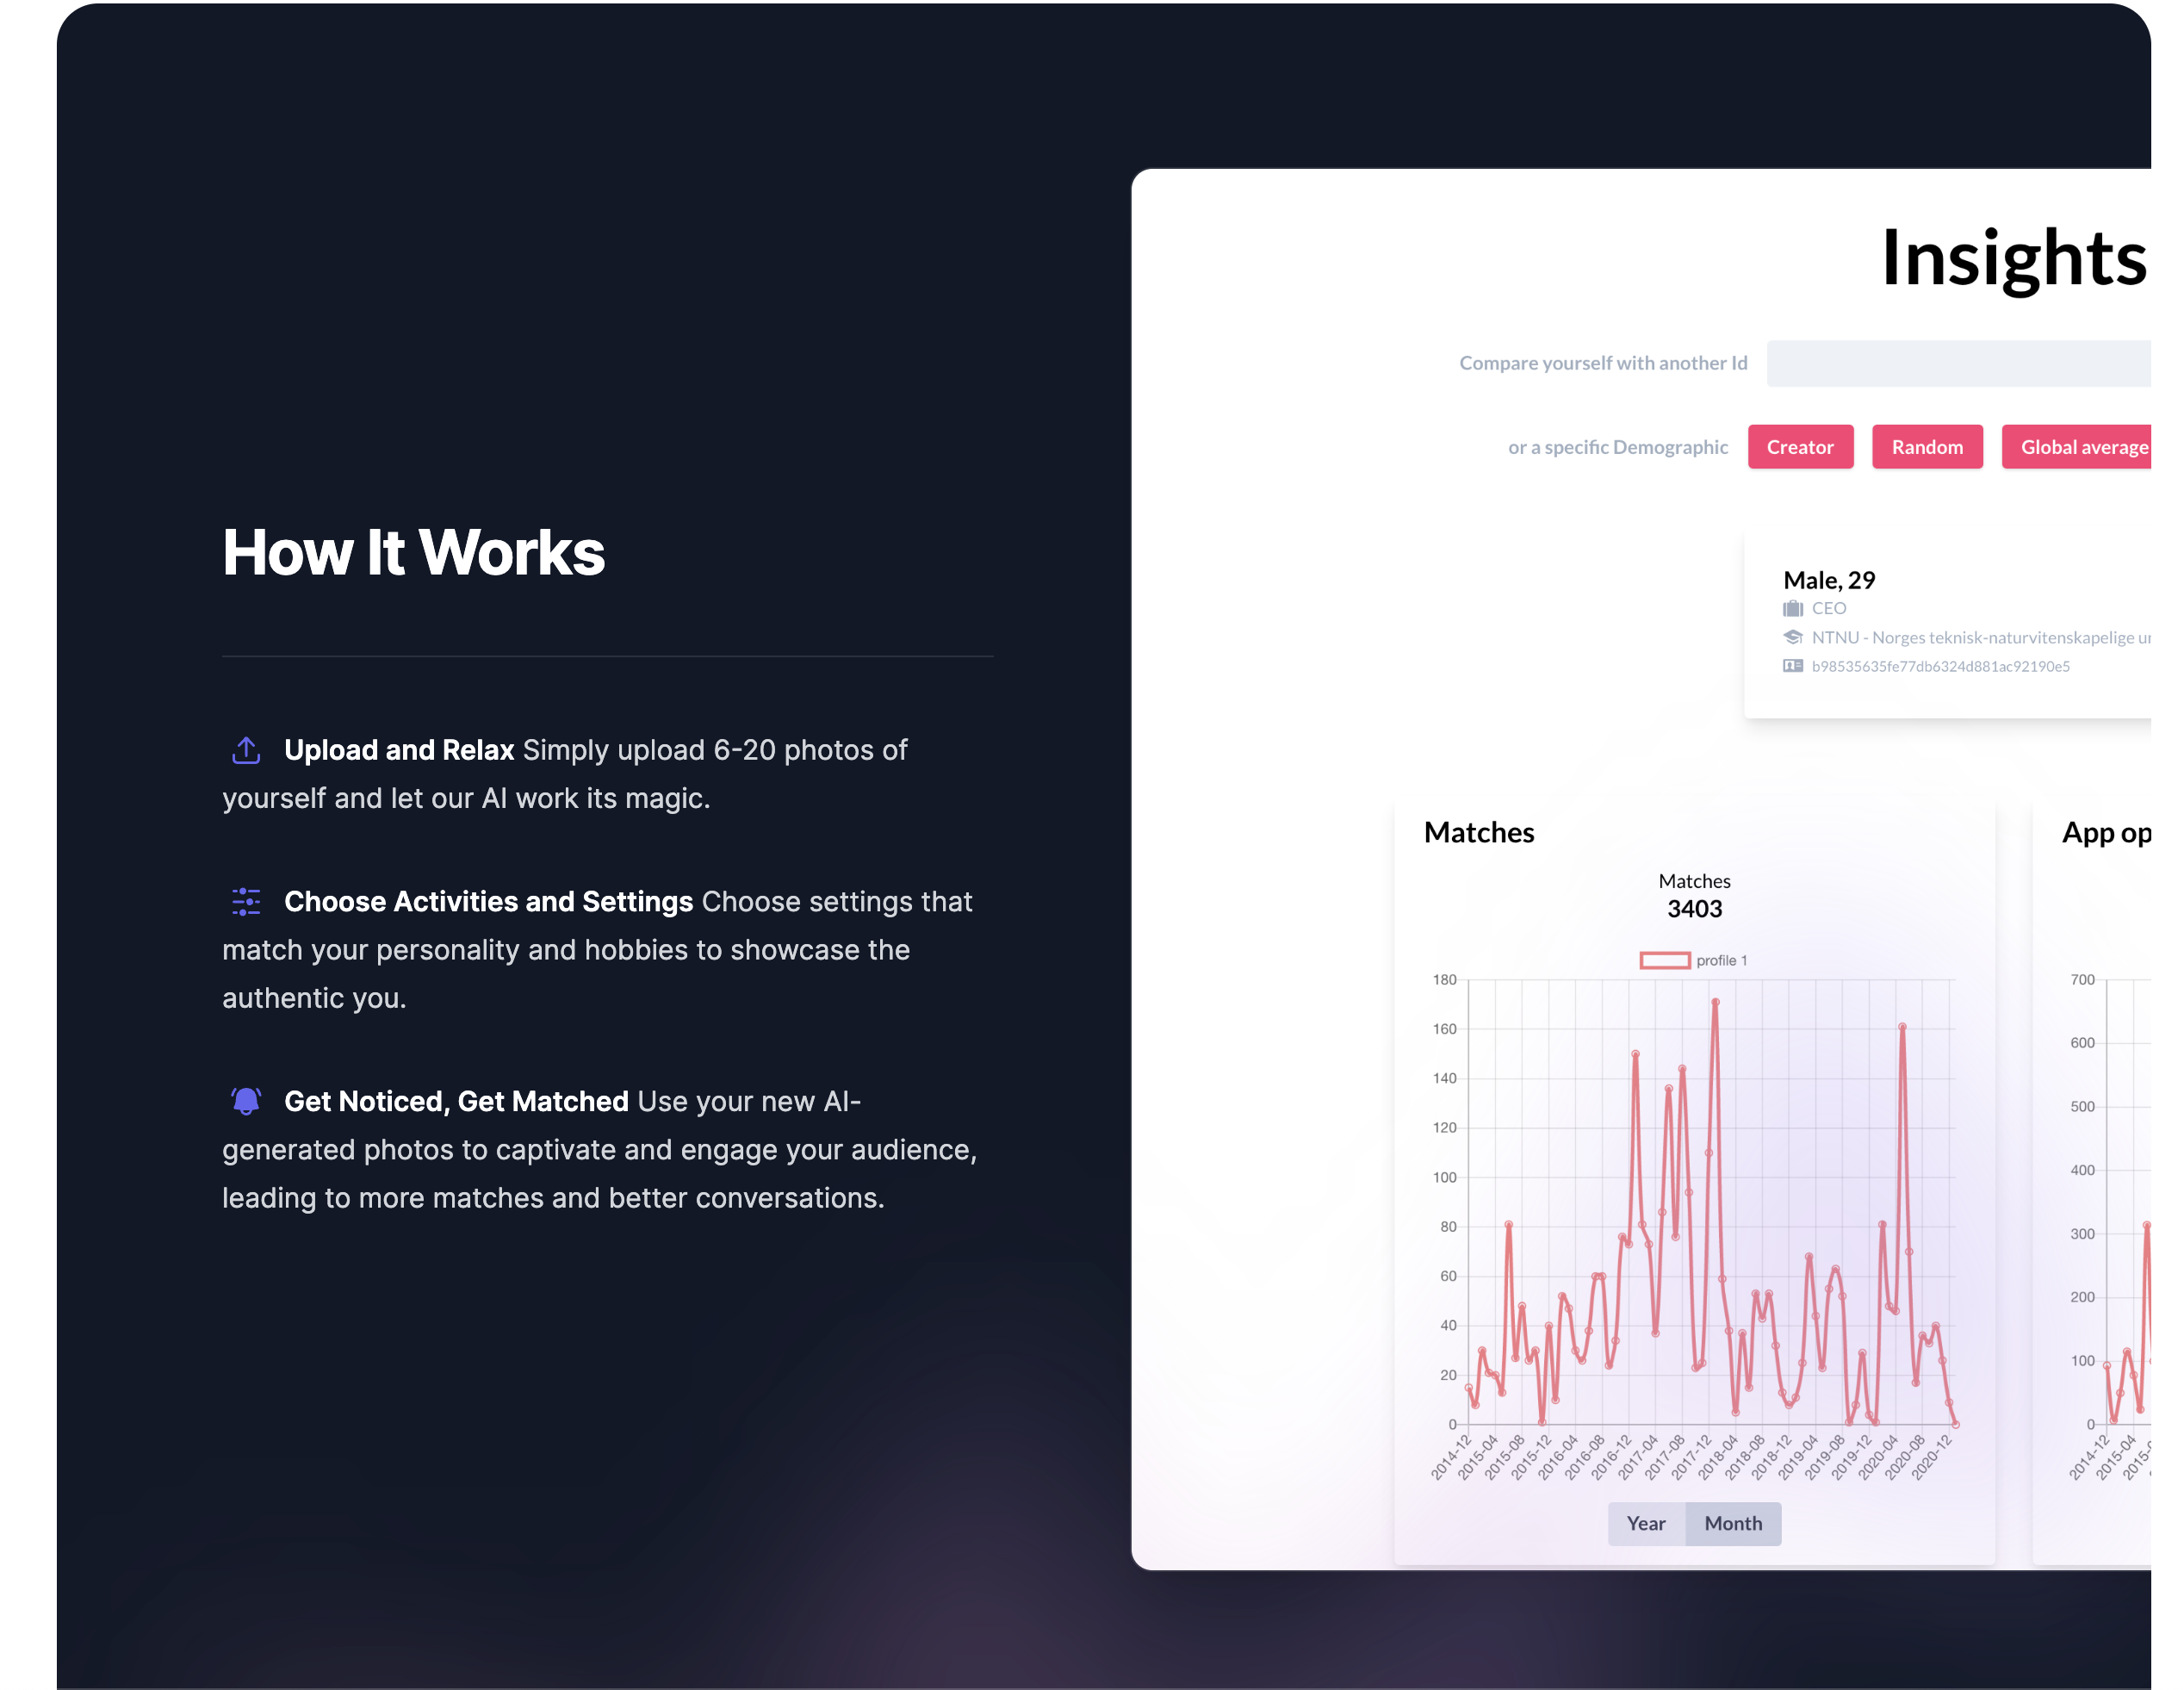 How It Works
Upload and Relax Simply upload 6-20 photos of
yourself and let our AI work its magic.
Choose Activities and Settings Choose settings that
match your personality and hobbies to showcase the
authentic you.
Get Noticed, Get Matched Use your new AI-
generated photos to captivate and engage your audience,
leading to more matches and better conversations.
Insights
Compare yourself with another Id
or a specific Demographic Creator Random Global average
Male, 29
CEO
NTNU - Norges teknisk-naturvitenskapelige
b98535635fe77db6324d881ac92190e5
Matches
Matches
3403
profile 1
180
160
140
120
100
80
60
40
20
0
2014-12 2015-04 2015-08 2015-12 2016-04 2016-08 2016-12 2017-04 2017-08 2017-12 2018-04 2018-08 2018-12 2019-04 2019-08 2019-12 2020-04 2020-08 2020-12
Year Month
App op
700
600
500
400
300
200
100
0
2014-12 2015-04